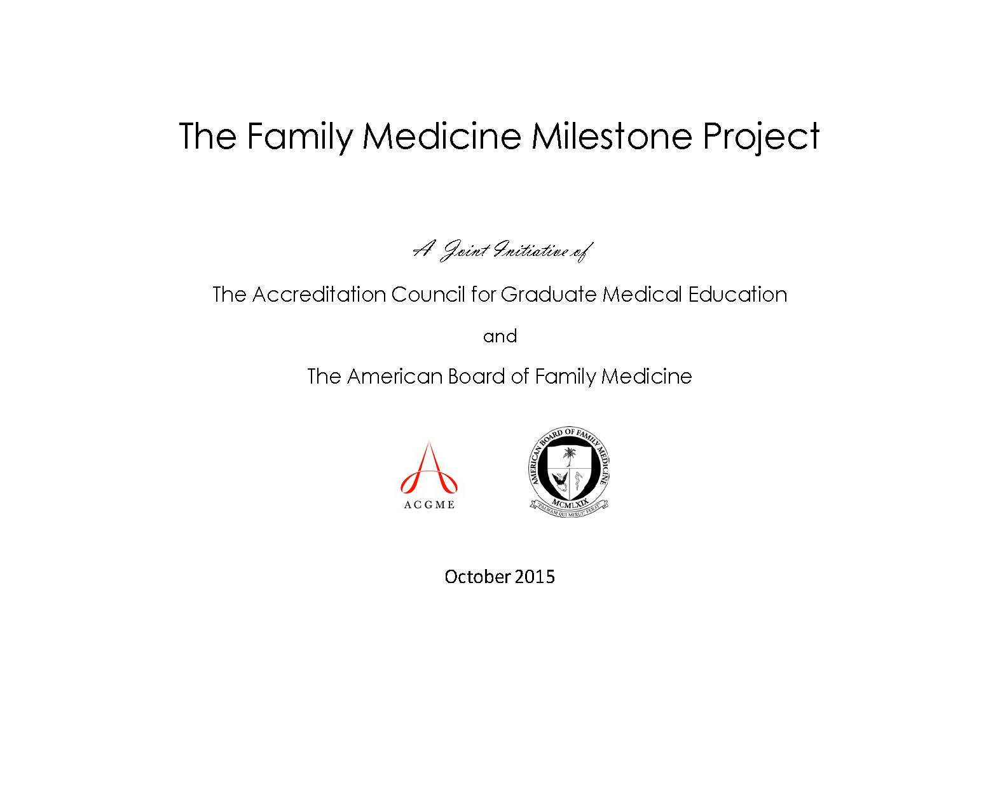 The Family Medicine Milestone Project
A Joint Initiative of
The Accreditation Council for Graduate Medical Education
and
The American Board of Family Medicine
ACGME
AMERICAN BOARD OF FAMILY MEDICINE
MCMLXIX
"PALMAM QUI MERUIT FERAT"
October 2015